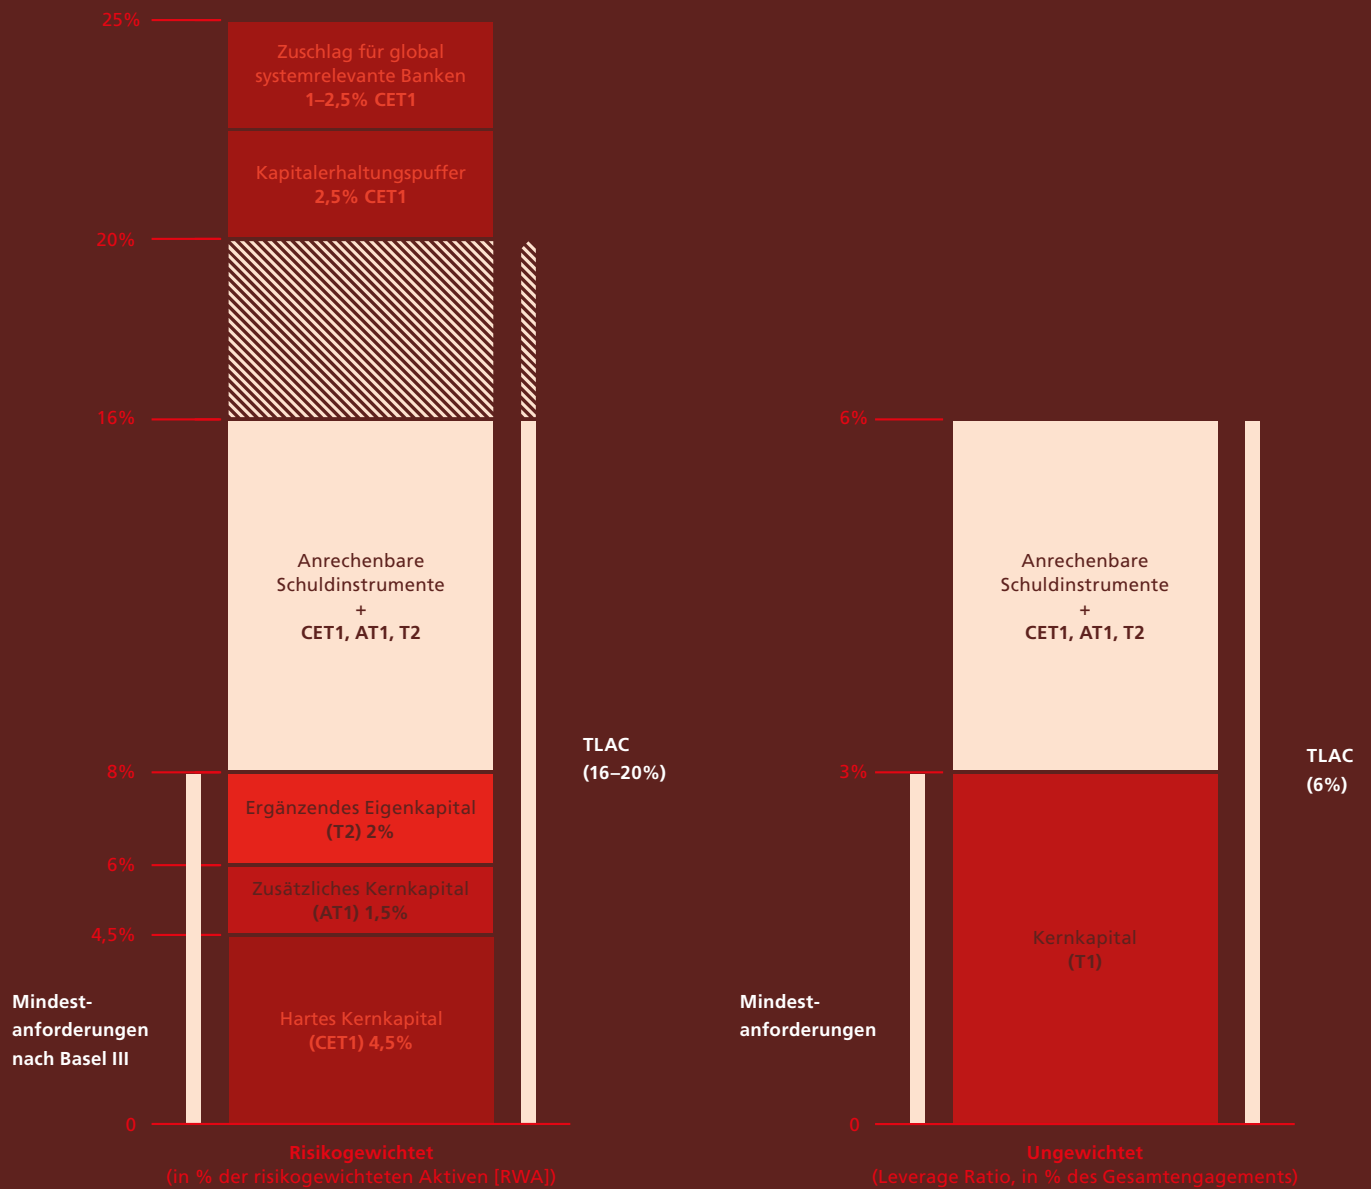 25%
Zuschlag für global
systemrelevante Banken
1–2,5% CET1
Kapitalerhaltungspuffer
2,5% CET1
20%
16%
Anrechenbare
Schuldinstrumente
+
CET1, AT1, T2
TLAC
(16–20%)
8%
Ergänzendes Eigenkapital
(T2) 2%
6%
Zusätzliches Kernkapital
(AT1) 1,5%
4,5%
Mindest-
anforderungen
nach Basel III
Hartes Kernkapital
(CET1) 4,5%
0
Risikogewichtet
(in % der risikogewichteten Aktiven [RWA])
6%
Anrechenbare
Schuldinstrumente
+
CET1, AT1, T2
TLAC
(6%)
3%
Kernkapital
(T1)
Mindest-
anforderungen
0
Ungewichtet
(Leverage Ratio, in % des Gesamtengagements)